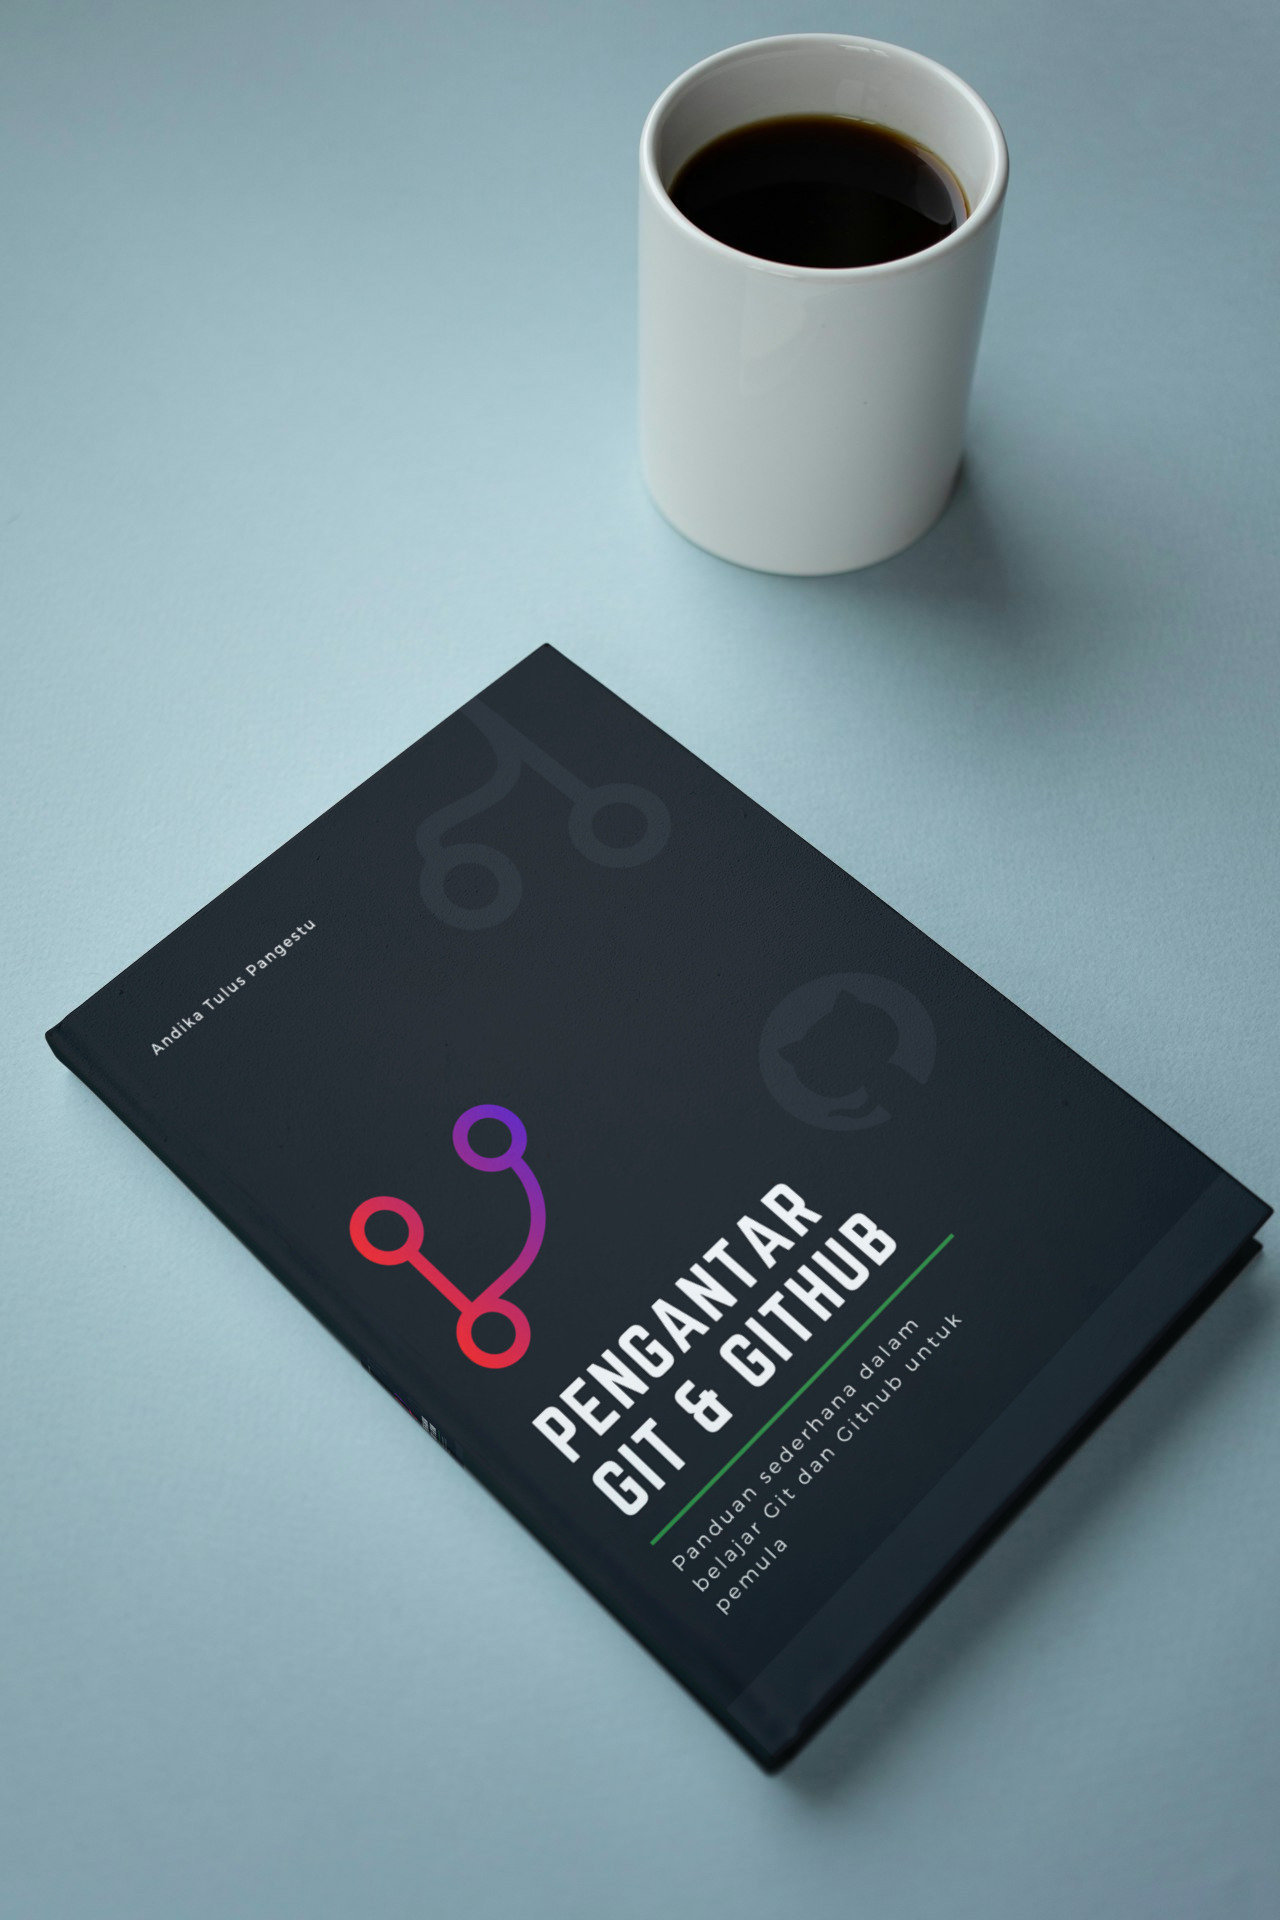 Andika Tulus Pangestu
PENGANTAR
GIT & GITHUB
Panduan sederhana dalam
belajar Git dan Github untuk
pemula